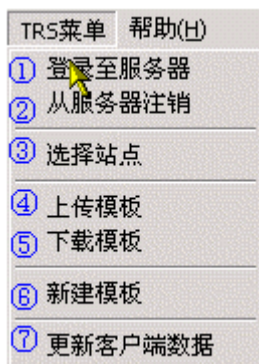 TRS菜单 帮助(H)
① 登录至服务器
② 从服务器注销
③ 选择站点
④ 上传模板
⑤ 下载模板
⑥ 新建模板
⑦ 更新客户端数据